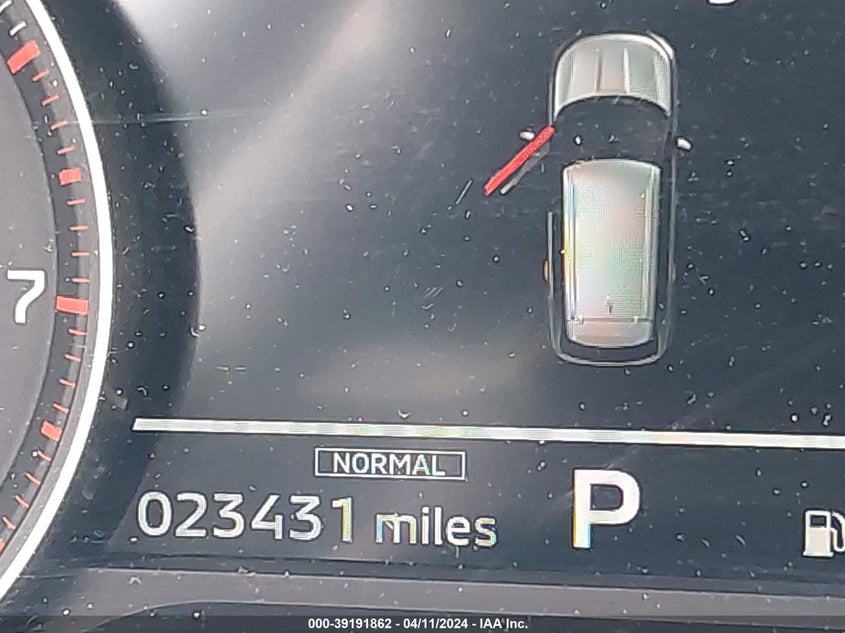 7
NORMAL
023431 miles
P
000-39191862 - 04/11/2024 - IAA Inc.